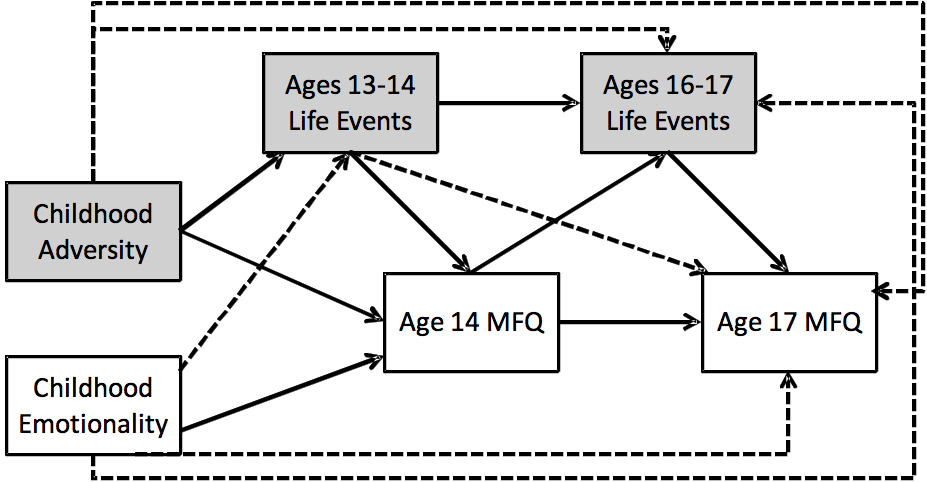 Ages 13-14
Life Events
Ages 16-17
Life Events
Childhood
Adversity
Age 14 MFQ
Age 17 MFQ
Childhood
Emotionality